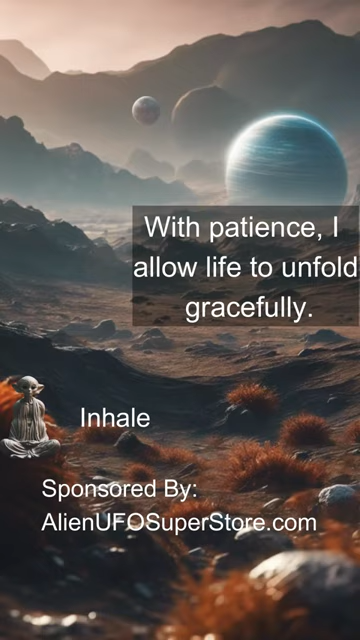 With patience, I
allow life to unfold
gracefully.
Inhale
Sponsored By:
AlienUFOSuperStore.com